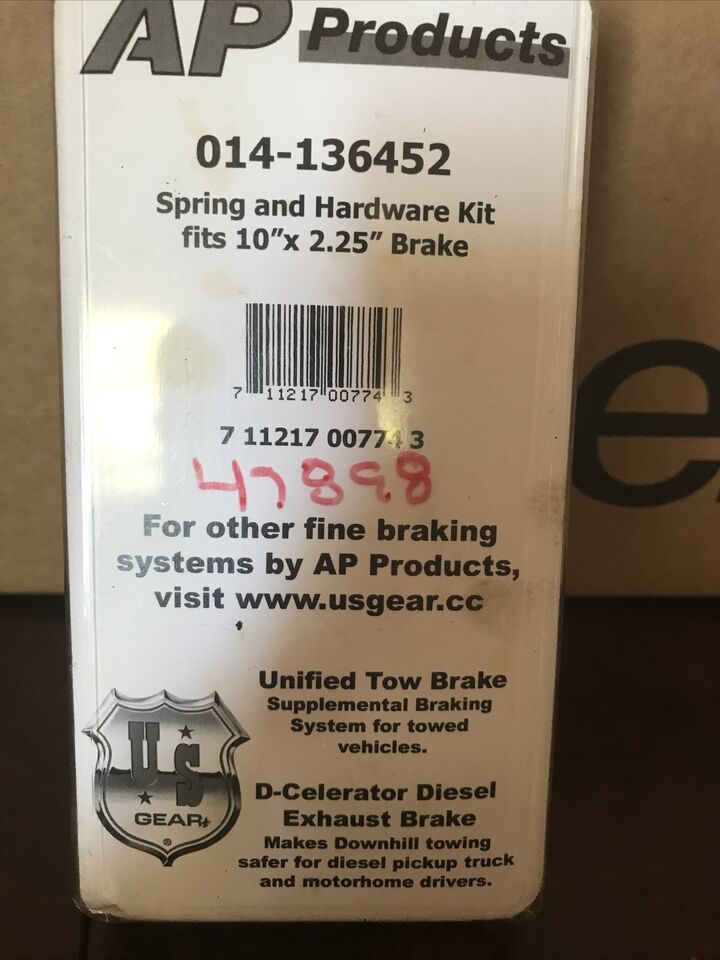 AP Products
014-136452
Spring and Hardware Kit
fits 10"x 2.25" Brake
7 11217 00774 3
7 11217 00774 3
47898
For other fine braking
systems by AP Products,
visit www.usgear.cc
Unified Tow Brake
Supplemental Braking
System for towed
vehicles.
US
GEAR
®
D-Celerator Diesel
Exhaust Brake
Makes Downhill towing
safer for diesel pickup truck
and motorhome drivers.
e